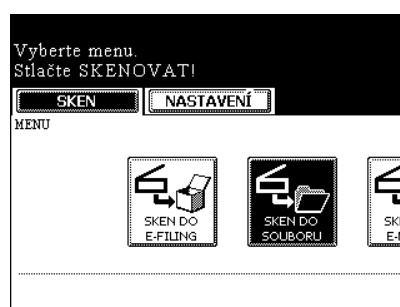 Vyberte menu.
Stlačte SKENOVAT!
SKEN
NASTAVENÍ
MENU
SKEN DO
E-FILING
SKEN DO
SOUBORU